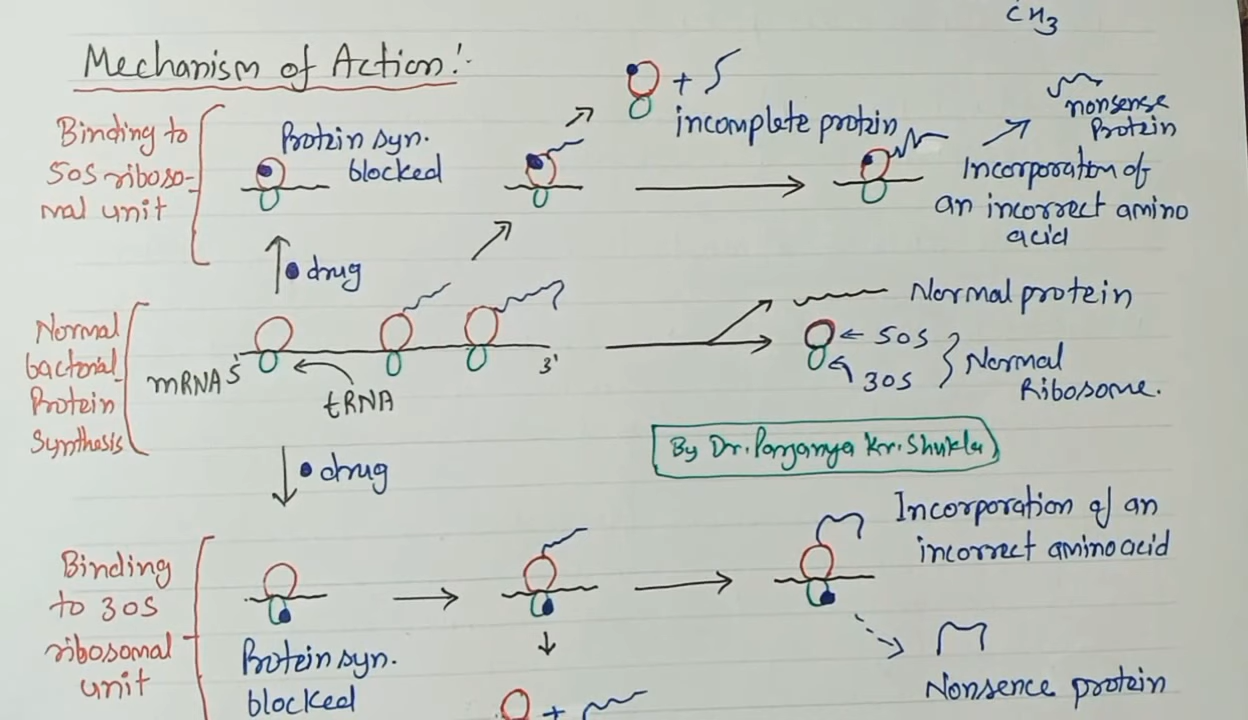 CH3
Mechanism of Action:-
Binding to
50S riboso-
mal unit
Protein syn.
blocked
+
incomplete protein
nonsense
Protein
Incorporation of
an incorrect amino
acid
drug
Normal
bacterial
Protein
Synthesis
mRNA 5'
tRNA
3'
Normal protein
50S
30S
Normal
Ribosome.
By Dr. Parjanya Kr. Shukla
drug
Binding
to 30S
ribosomal
unit
Protein syn.
blocked
+
Incorporation of an
incorrect amino acid
Nonsence protein